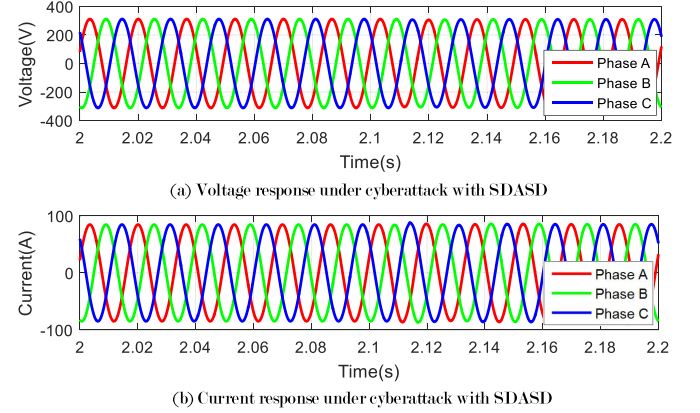 400
200
0
-200
-400
Voltage(V)
Phase A
Phase B
Phase C
2 2.02 2.04 2.06 2.08 2.1 2.12 2.14 2.16 2.18 2.2
Time(s)
(a) Voltage response under cyberattack with SDASD
100
0
-100
Current(A)
Phase A
Phase B
Phase C
2 2.02 2.04 2.06 2.08 2.1 2.12 2.14 2.16 2.18 2.2
Time(s)
(b) Current response under cyberattack with SDASD